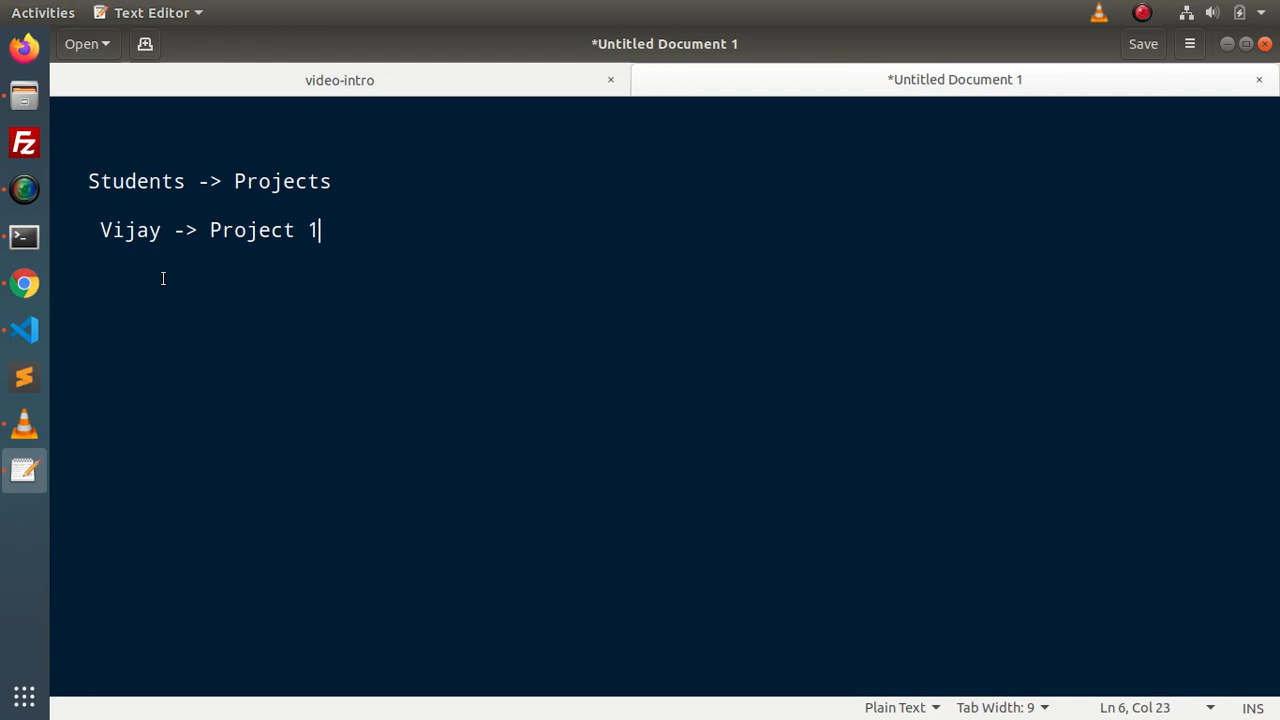 Activities Text Editor
Open *Untitled Document 1 Save
video-intro × *Untitled Document 1 ×
Students -> Projects
Vijay -> Project 1
Plain Text Tab Width: 9 Ln 6, Col 23 INS